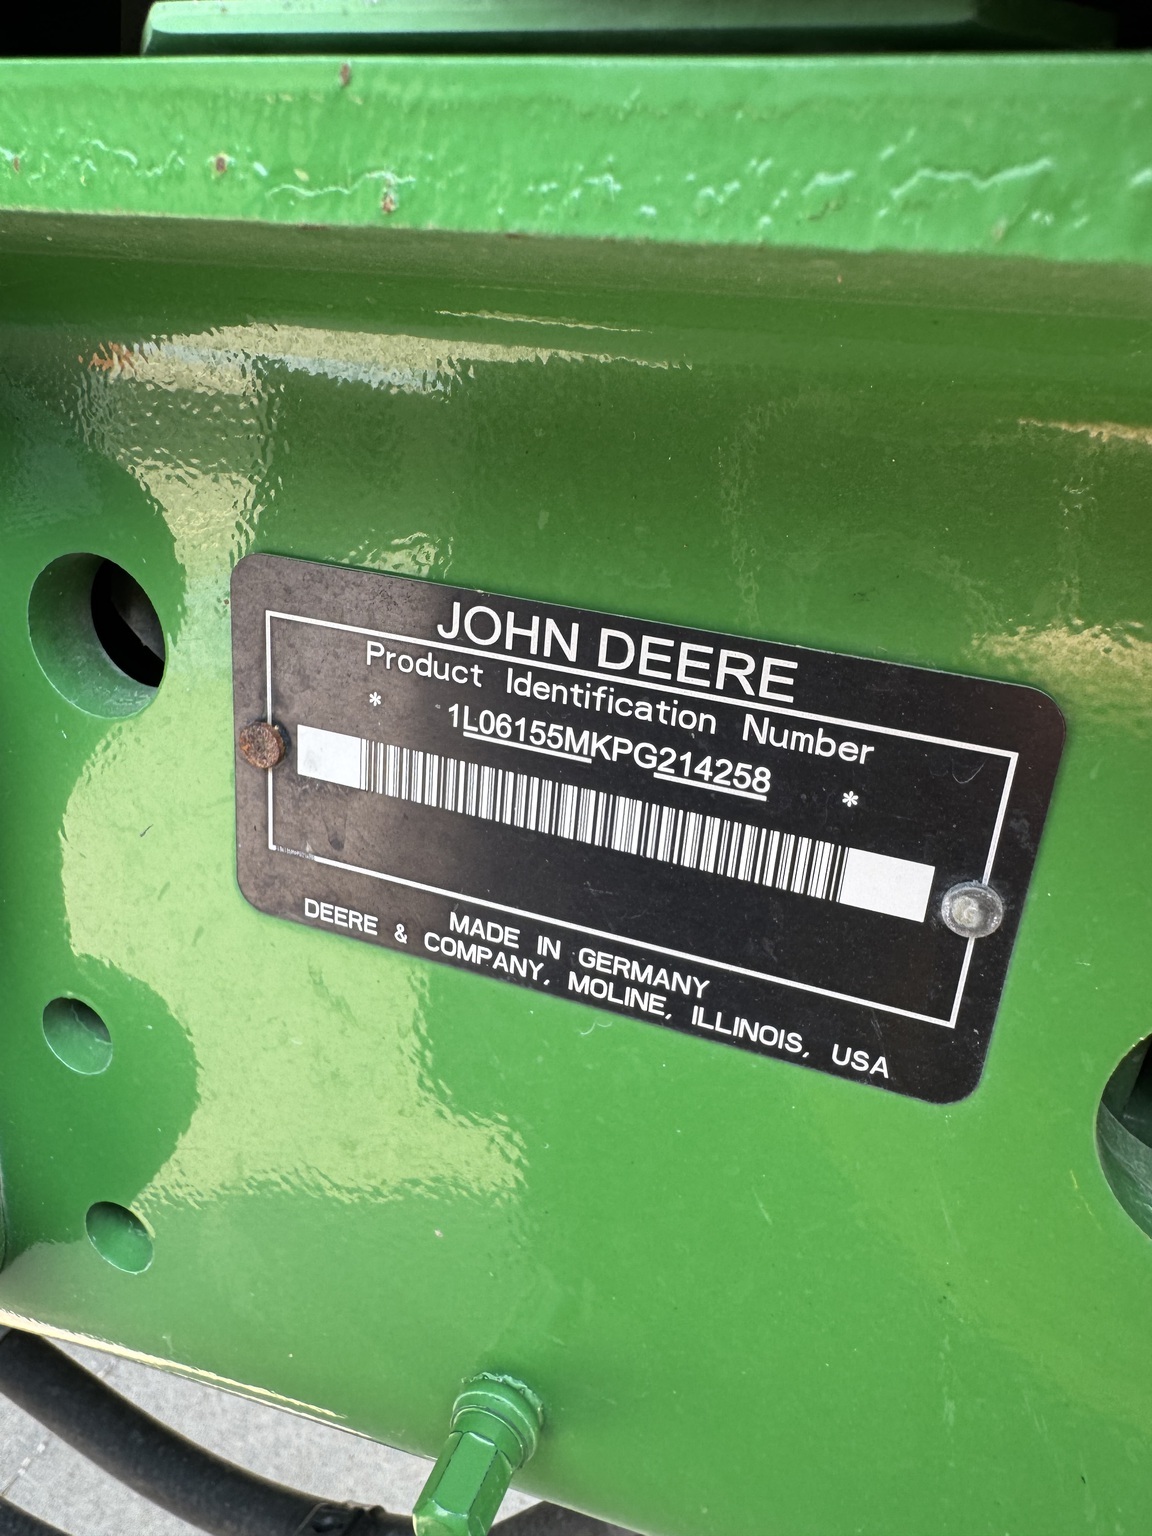 JOHN DEERE
Product Identification Number
* 1L06155MKPG214258 *
MADE IN GERMANY
DEERE & COMPANY, MOLINE, ILLINOIS, USA